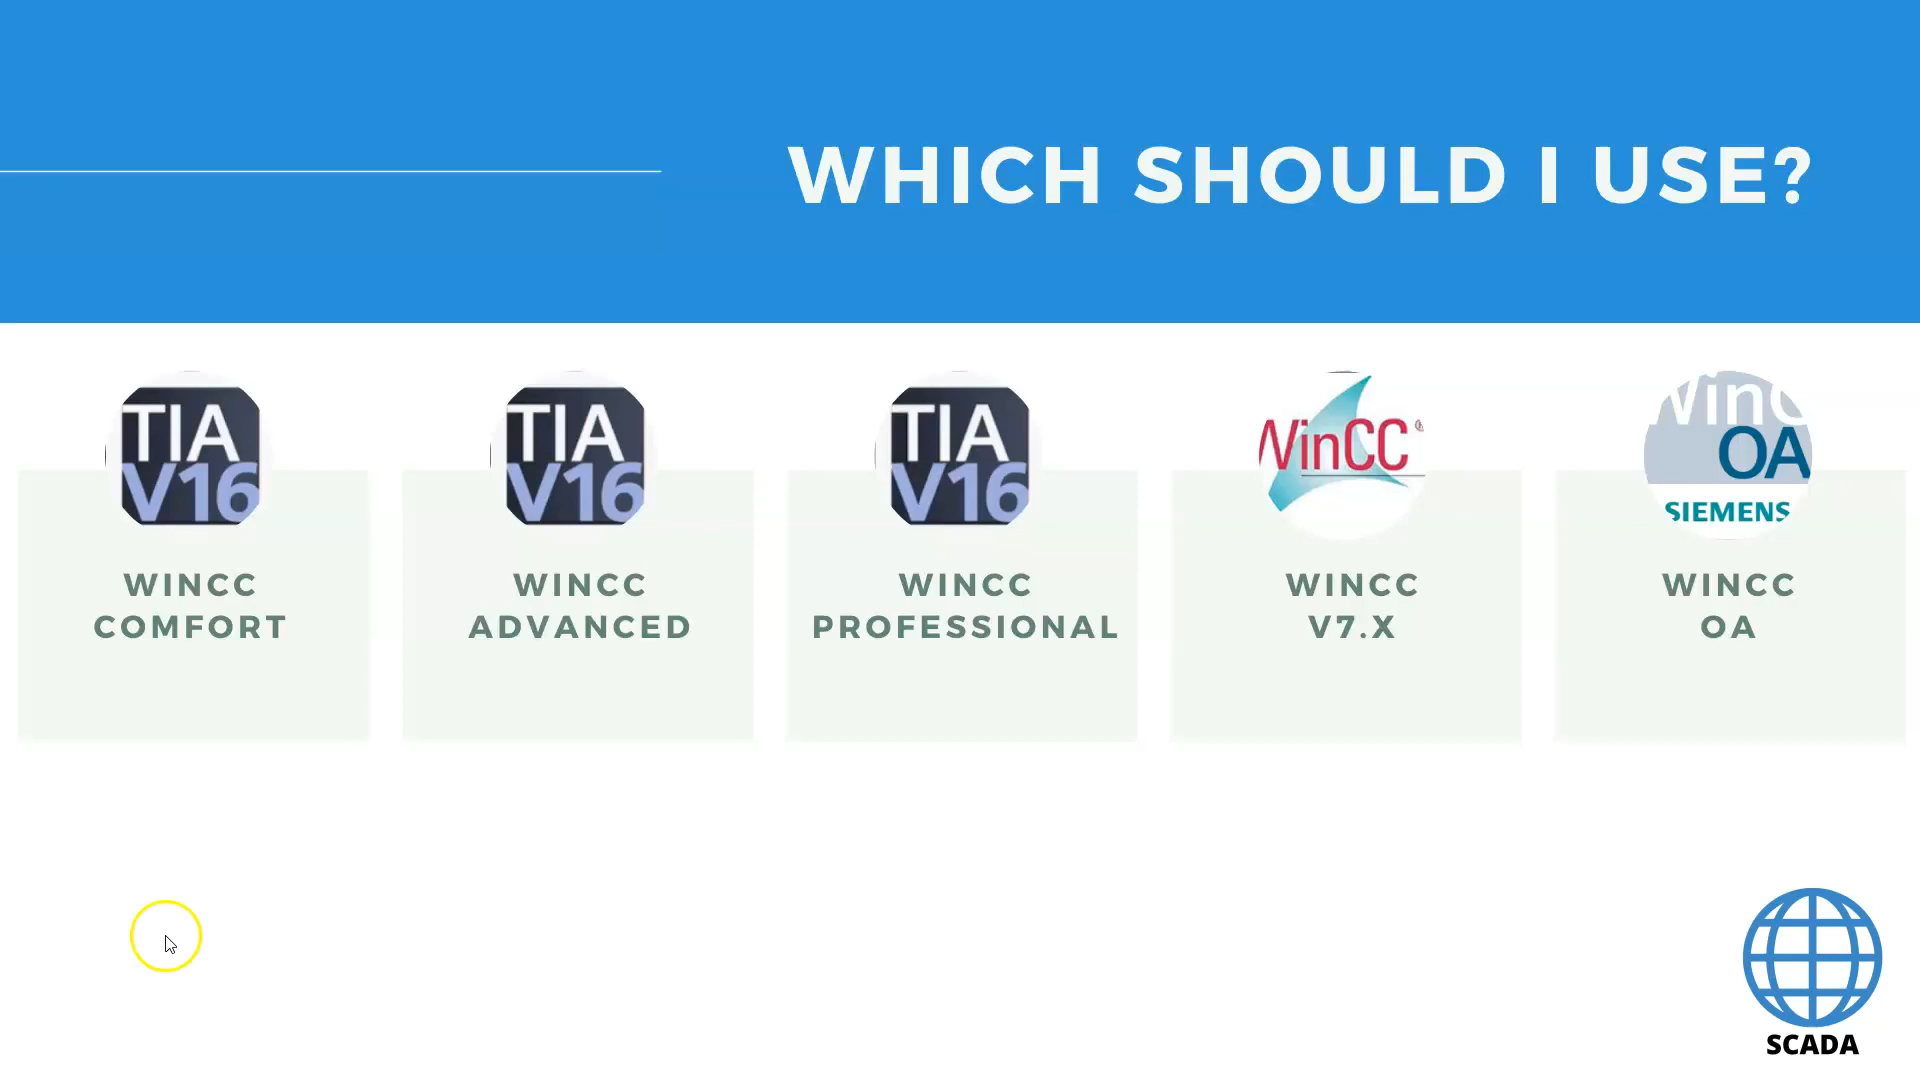 WHICH SHOULD I USE?
TIA
V16
TIA
V16
TIA
V16
WinCC®
WinC
OA
SIEMENS
WINCC
COMFORT
WINCC
ADVANCED
WINCC
PROFESSIONAL
WINCC
V7.X
WINCC
OA
SCADA